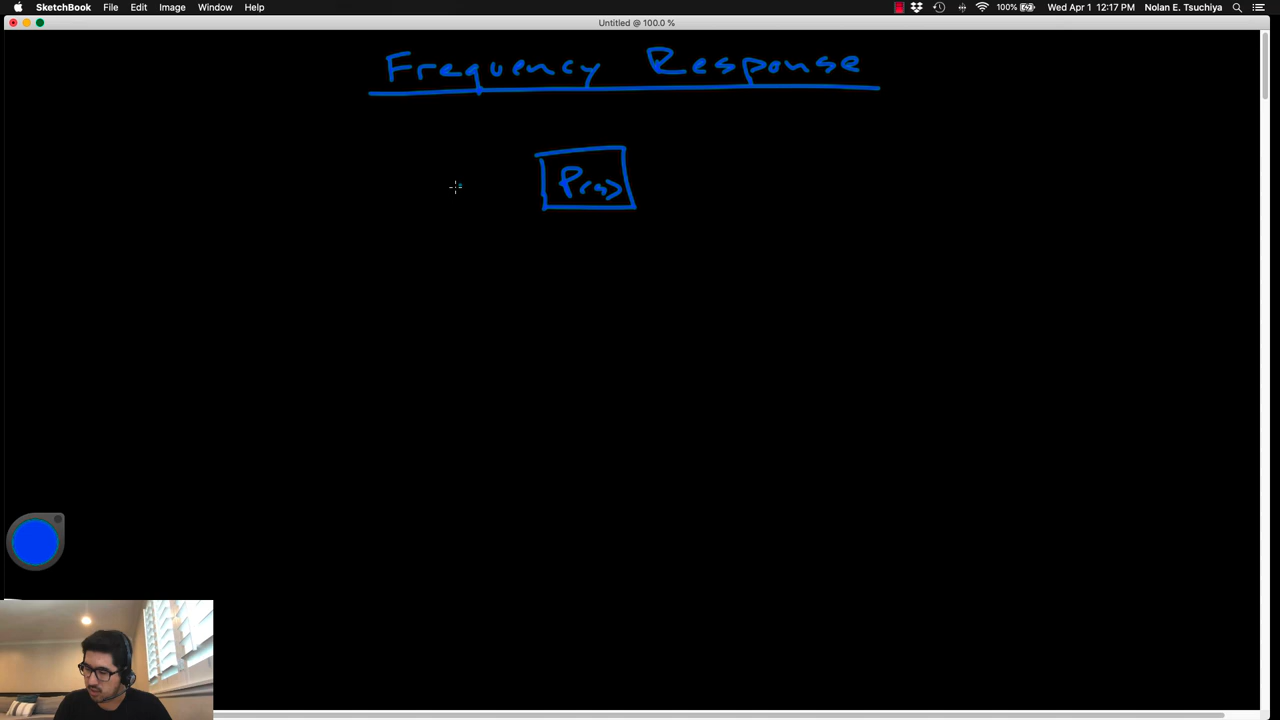 SketchBook File Edit Image Window Help 100% Wed Apr 1 12:17 PM Nolan E. Tsuchiya
Untitled @ 100.0 %
Frequency Response
P(s)